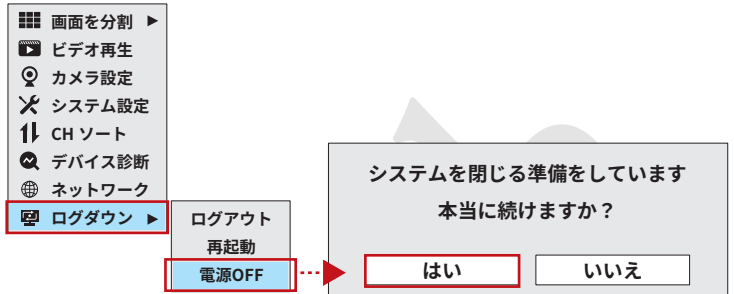 画面を分割 ▶
ビデオ再生
カメラ設定
システム設定
CH ソート
デバイス診断
ネットワーク
ログダウン ▶
ログアウト
再起動
電源OFF
システムを閉じる準備をしています
本当に続けますか？
はい いいえ